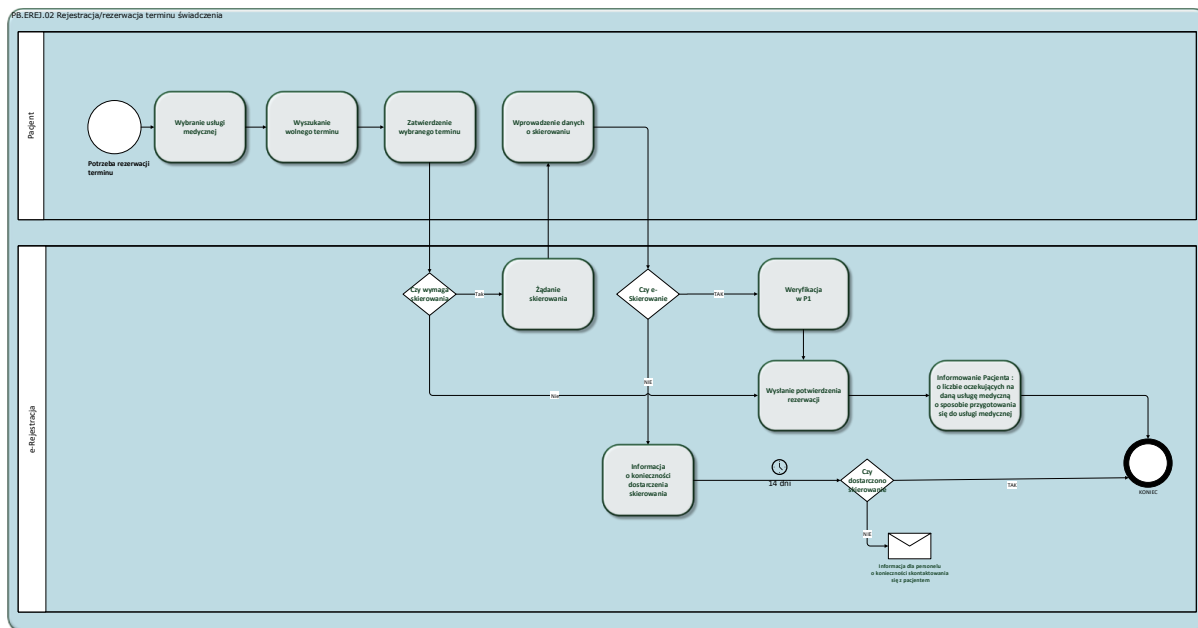 PB.EREJ.02 Rejestracja/rezerwacja terminu świadczenia
Pacjent
Potrzeba rezerwacji
terminu
Wybranie usługi
medycznej
Wyszukanie
wolnego terminu
Zatwierdzenie
wybranego terminu
Wprowadzenie danych
o skierowaniu
e-Rejestracja
Czy wymaga
skierowania
Tak
Żądanie
skierowania
Czy e-
Skierowanie
TAK
Weryfikacja
w P1
NIE
Nie
Wysłanie potwierdzenia
rezerwacji
Informowanie Pacjenta :
o liczbie oczekujących na
daną usługę medyczną
o sposobie przygotowania
się do usługi medycznej
Informacja
o konieczności
dostarczenia
skierowania
14 dni
Czy
dostarczono
skierowanie
TAK
KONIEC
NIE
Informacja dla personelu
o konieczności skontaktowania
się z pacjentem